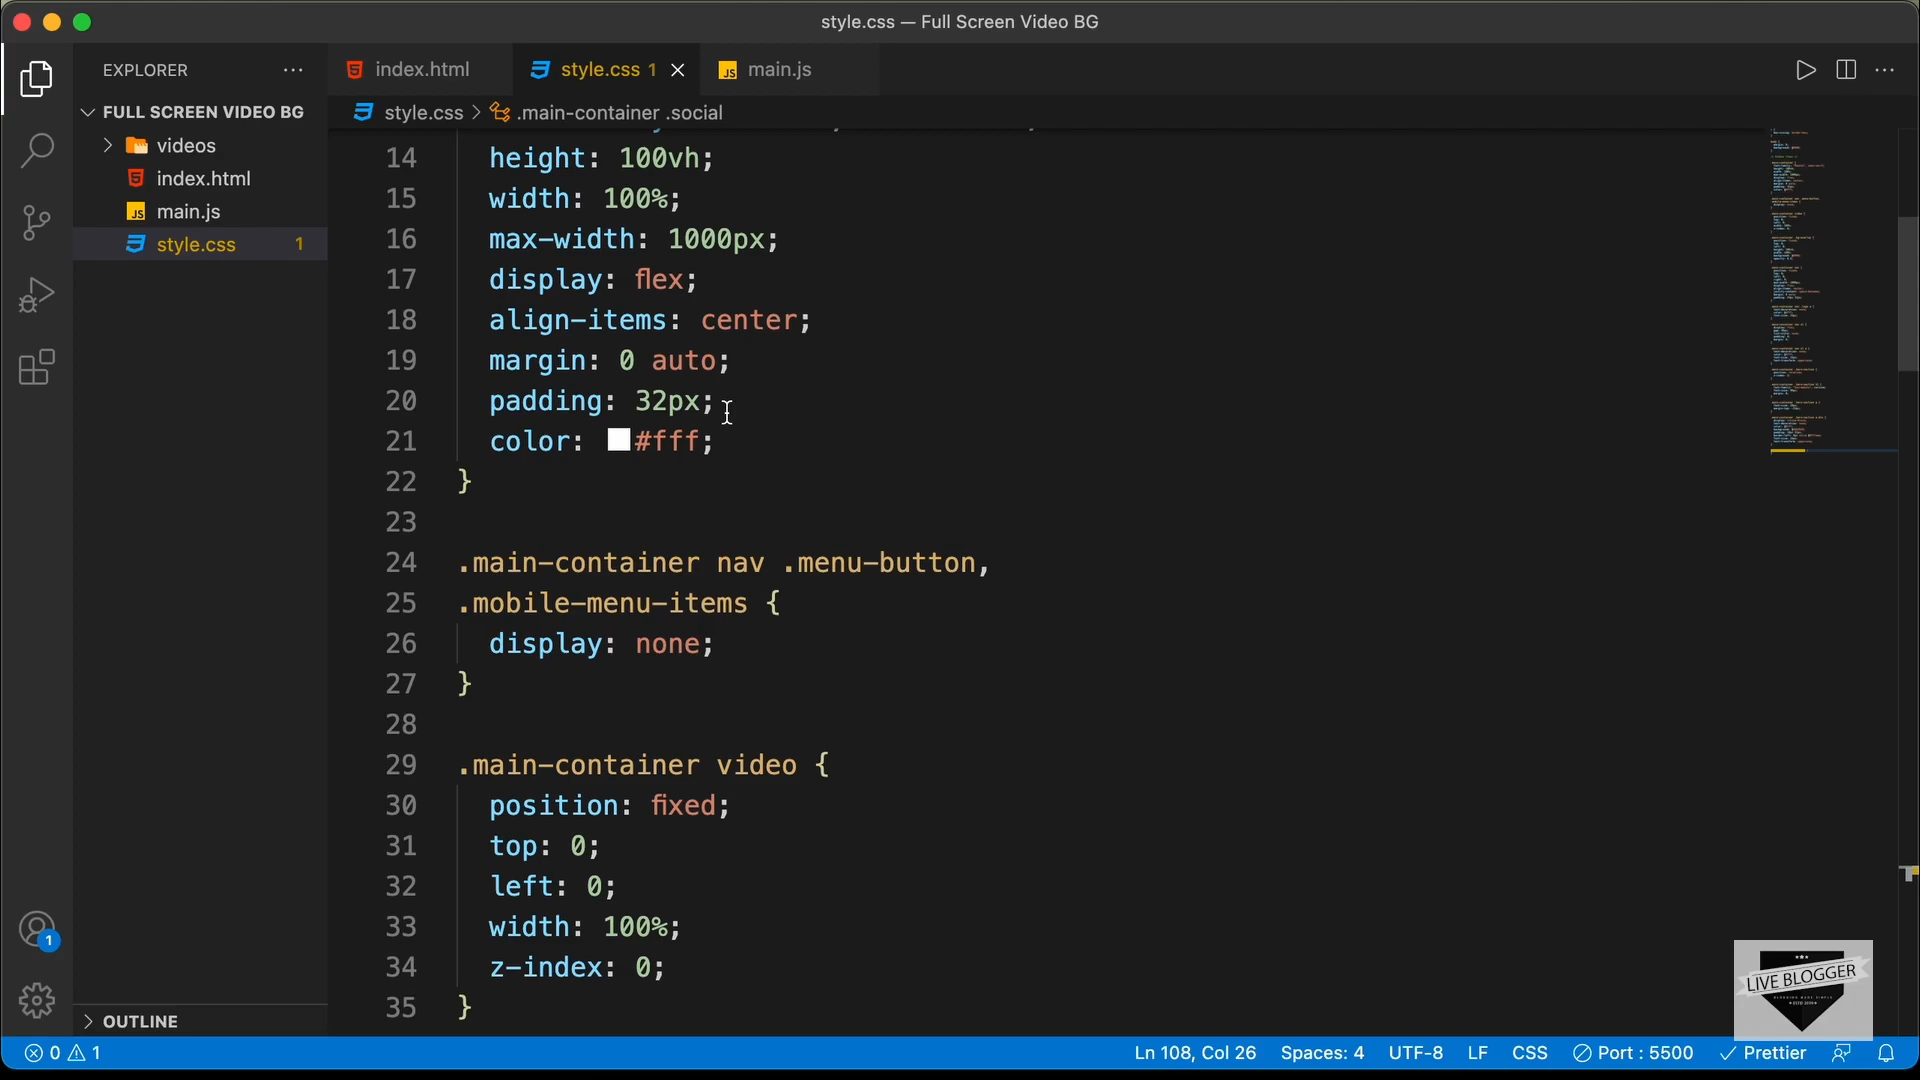 style.css — Full Screen Video BG
EXPLORER
index.html
style.css 1
main.js
FULL SCREEN VIDEO BG
style.css > .main-container .social
videos
index.html
main.js
style.css 1
14 height: 100vh;
15 width: 100%;
16 max-width: 1000px;
17 display: flex;
18 align-items: center;
19 margin: 0 auto;
20 padding: 32px;
21 color: #fff;
22 }
23
24 .main-container nav .menu-button,
25 .mobile-menu-items {
26 display: none;
27 }
28
29 .main-container video {
30 position: fixed;
31 top: 0;
32 left: 0;
33 width: 100%;
34 z-index: 0;
35 }
1
OUTLINE
LIVE BLOGGER
0 1
Ln 108, Col 26
Spaces: 4
UTF-8
LF
CSS
Port : 5500
Prettier